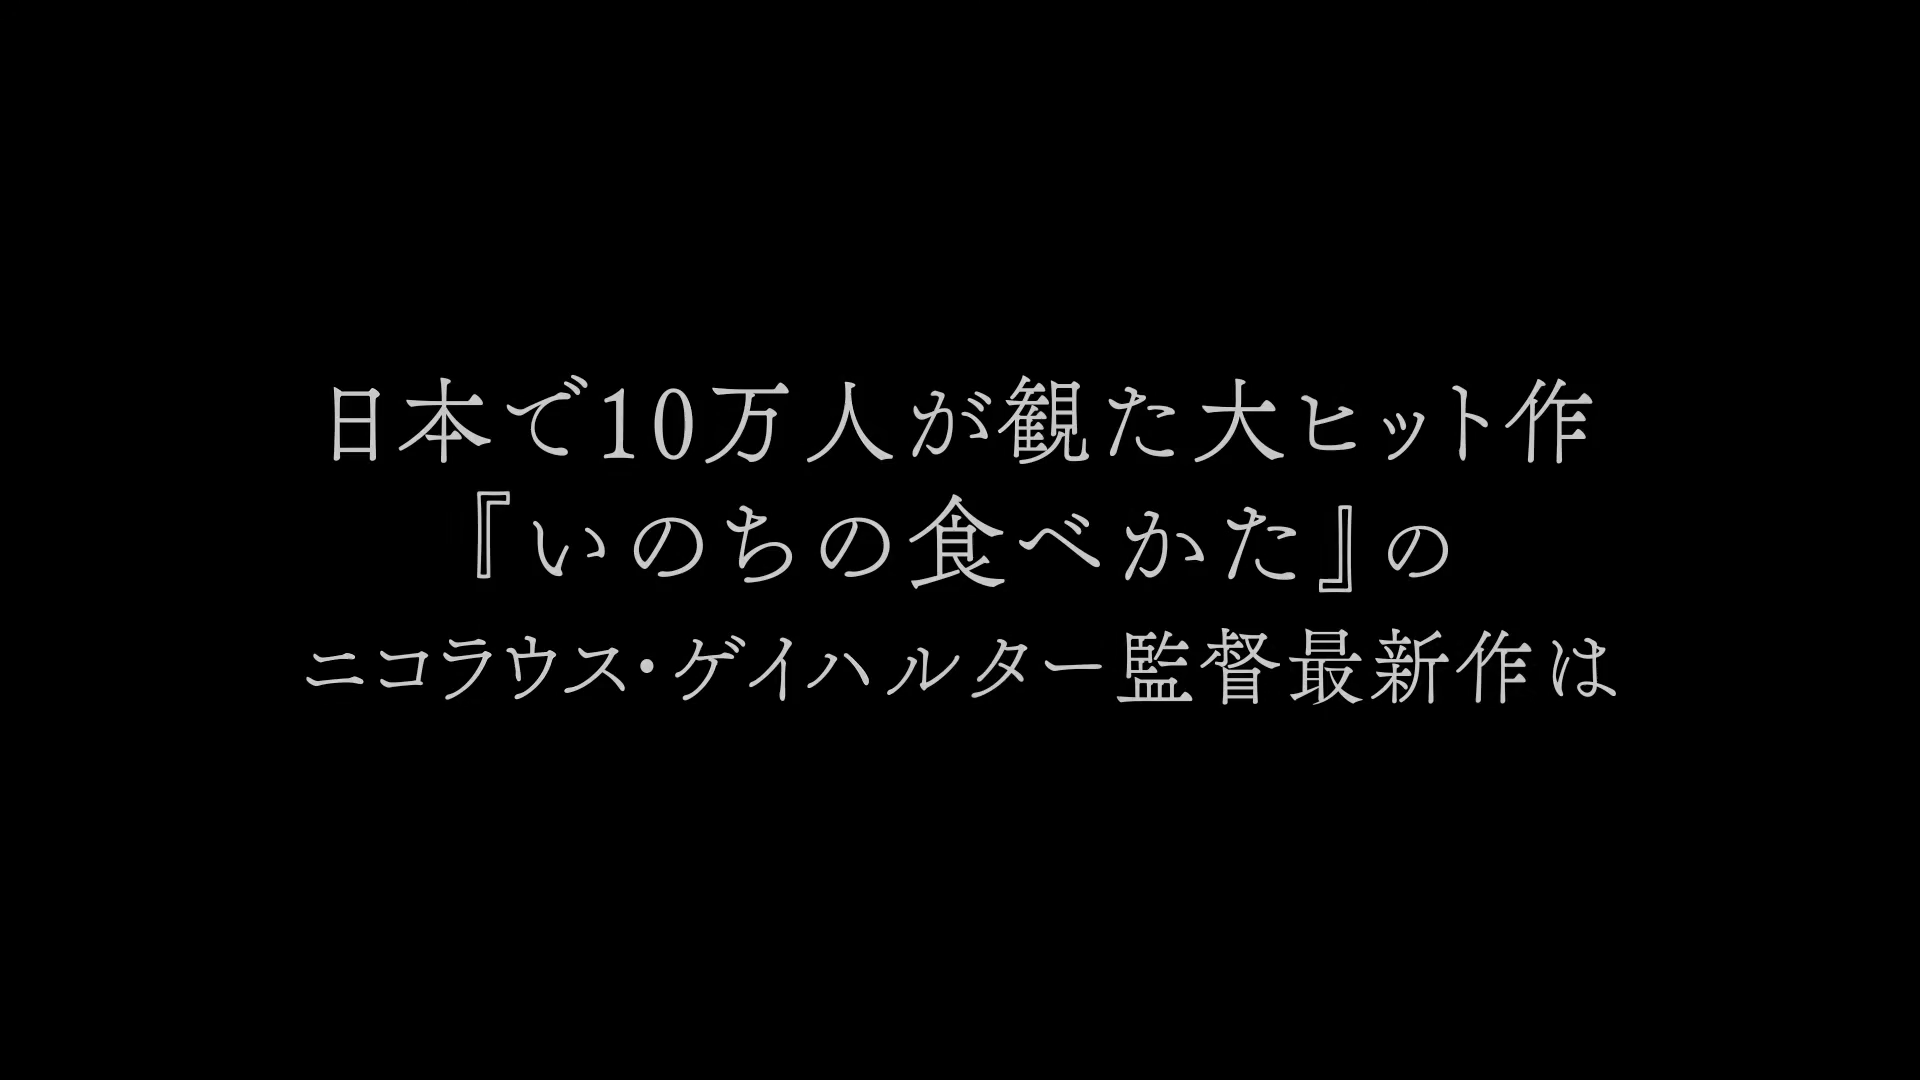 日本で10万人が観た大ヒット作
『いのちの食べかた』の
ニコラウス・ゲイハルター監督最新作は